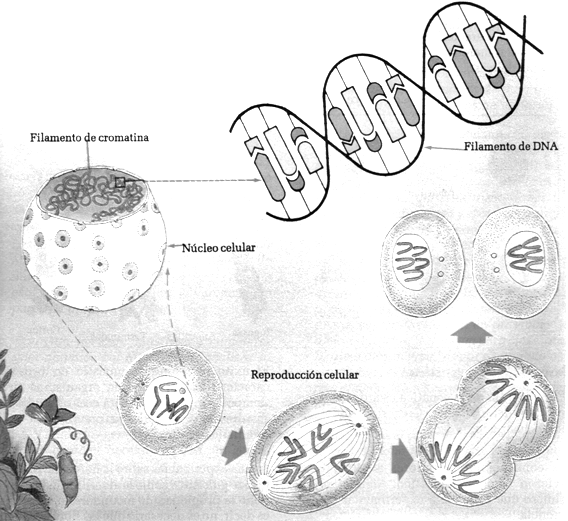 Filamento de cromatina
Filamento de DNA
Núcleo celular
Reproducción celular